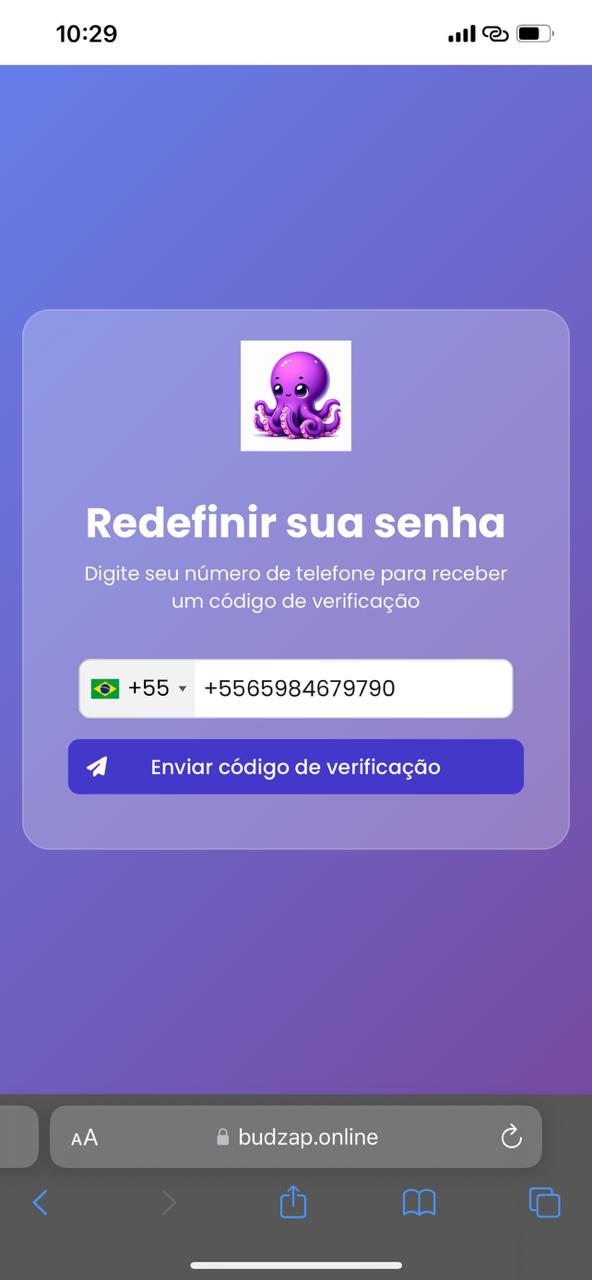 10:29
Redefinir sua senha
Digite seu número de telefone para receber
um código de verificação
+55 +5565984679790
Enviar código de verificação
AA budzap.online